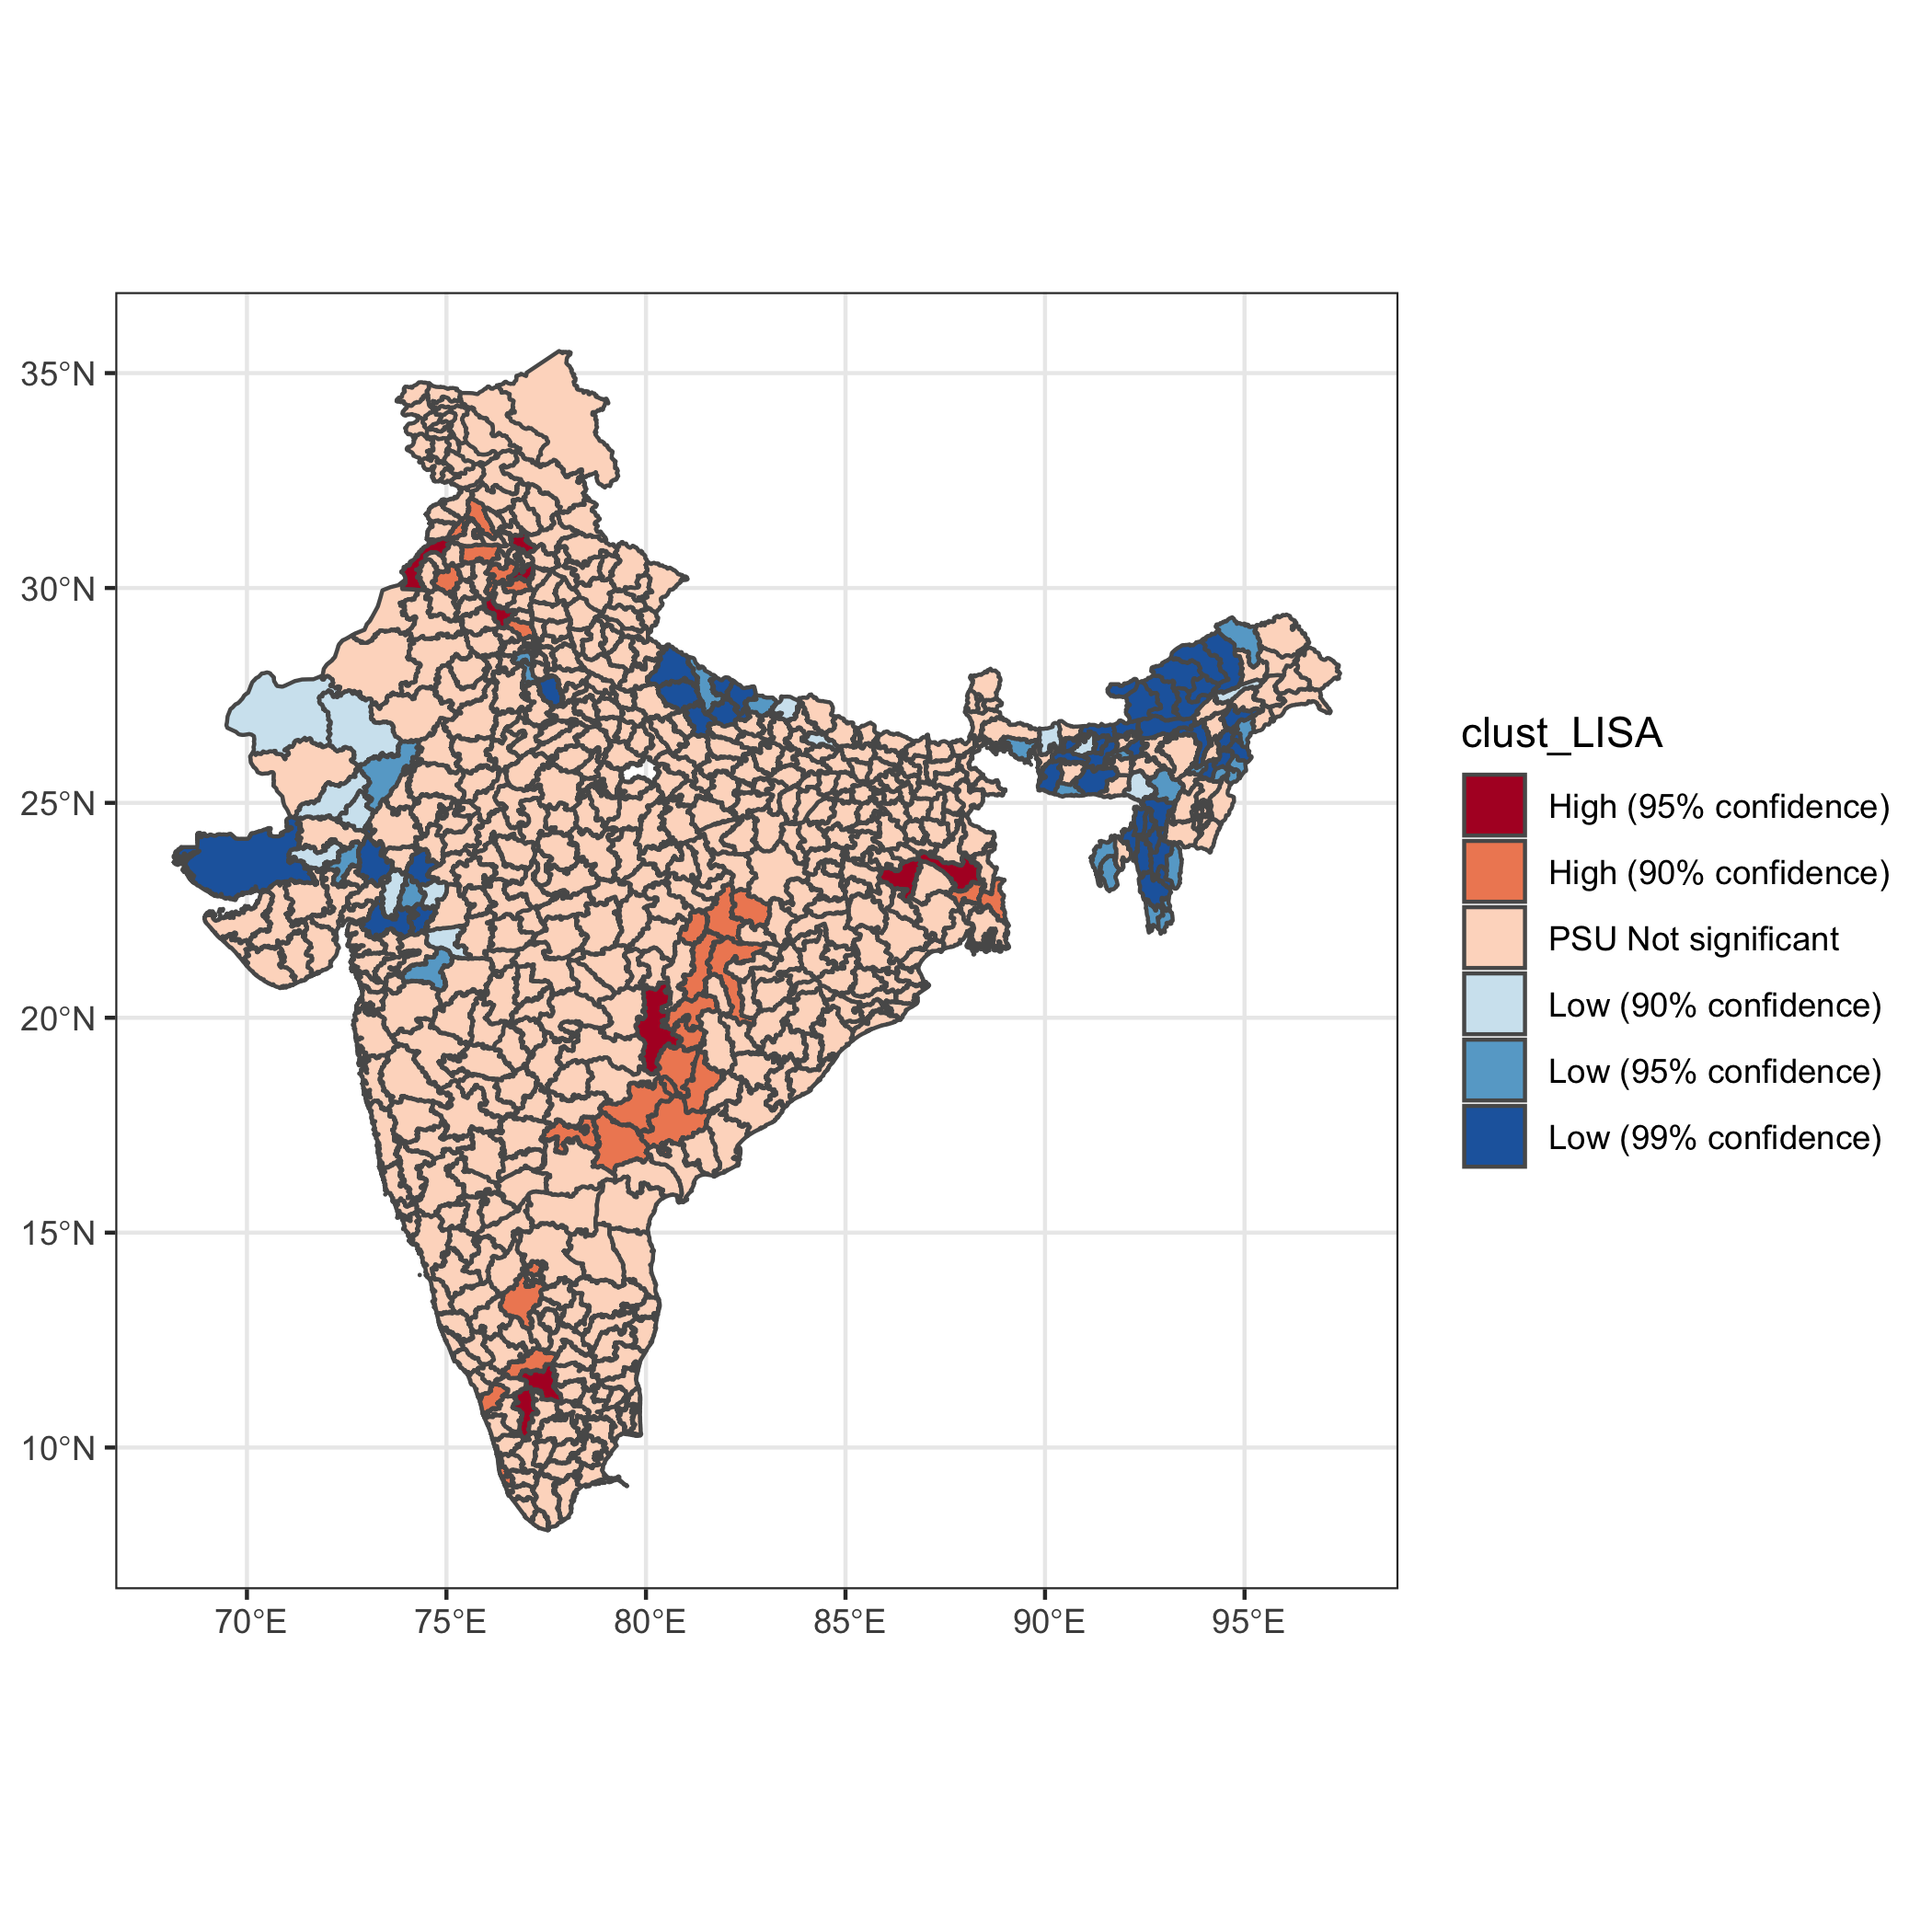 35°N
30°N
25°N
20°N
15°N
10°N
70°E
75°E
80°E
85°E
90°E
95°E
clust_LISA
High (95% confidence)
High (90% confidence)
PSU Not significant
Low (90% confidence)
Low (95% confidence)
Low (99% confidence)